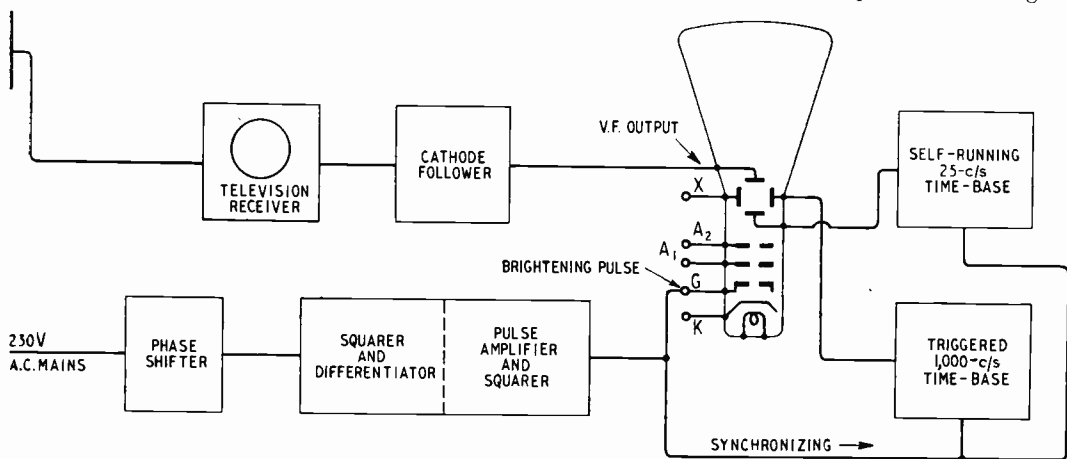 V.F. OUTPUT
TELEVISION
RECEIVER
CATHODE
FOLLOWER
SELF-RUNNING
25-c/s
TIME-BASE
X
A2
A1
BRIGHTENING PULSE
G
K
230V
A.C. MAINS
PHASE
SHIFTER
SQUARER
AND
DIFFERENTIATOR
PULSE
AMPLIFIER
AND
SQUARER
TRIGGERED
1,000-c/s
TIME-BASE
SYNCHRONIZING